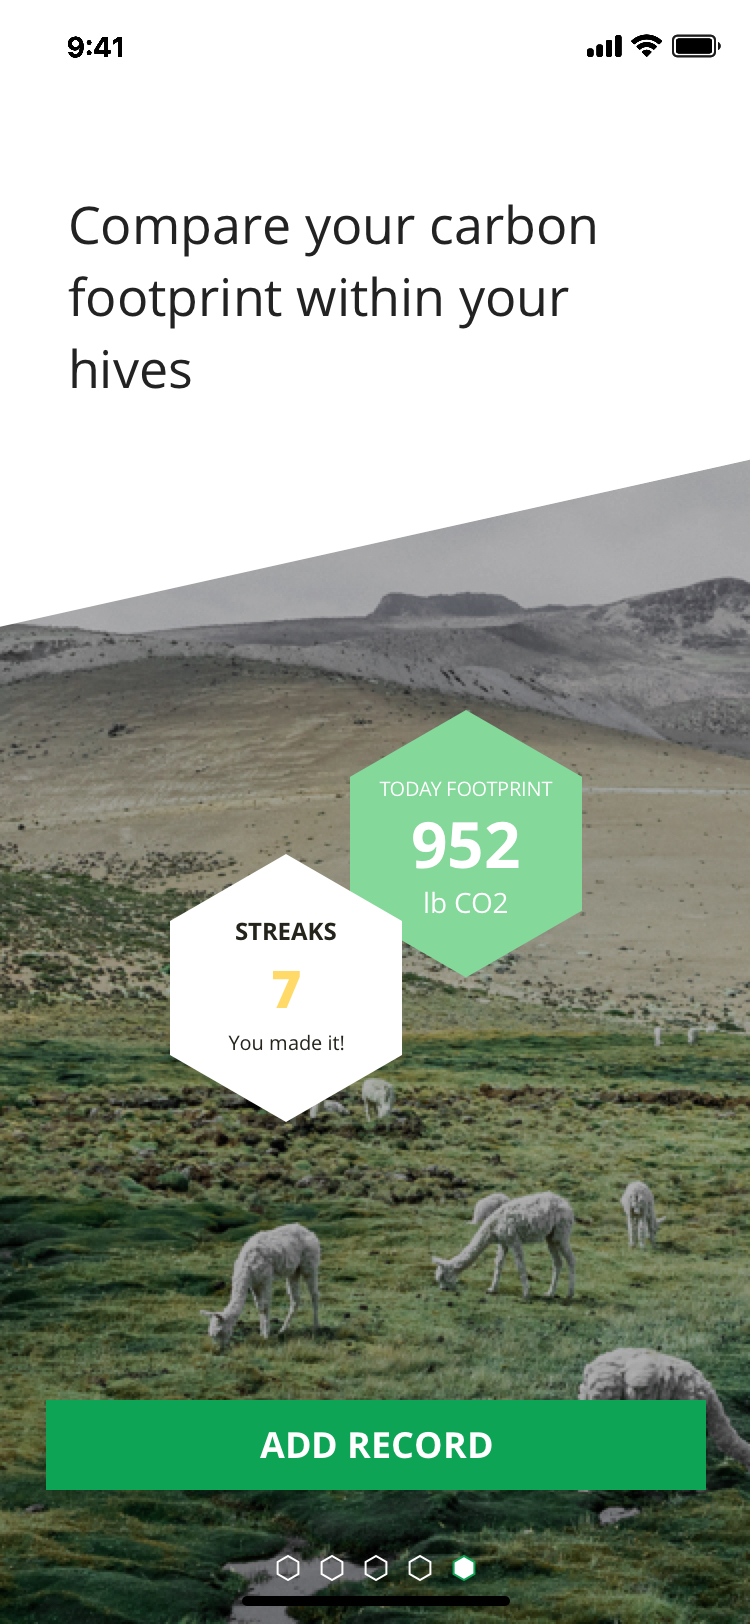 9:41
Compare your carbon
footprint within your
hives
TODAY FOOTPRINT
952
lb CO2
STREAKS
7
You made it!
ADD RECORD